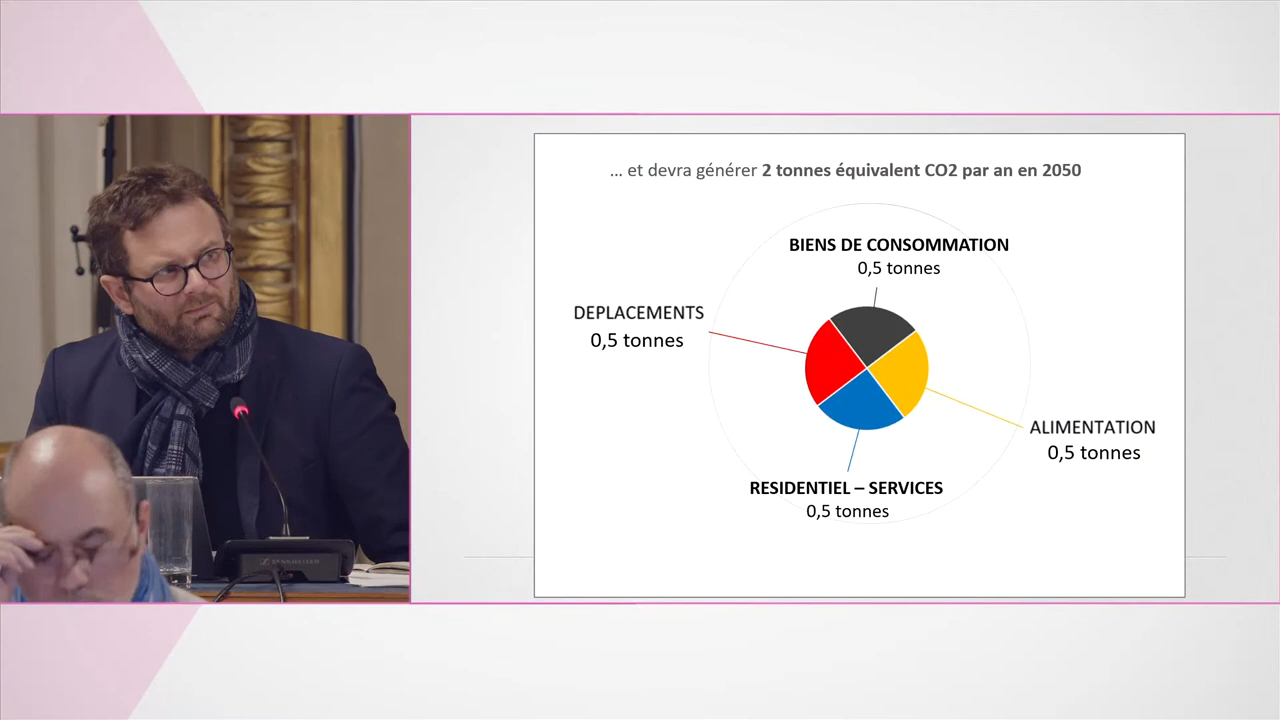 ... et devra générer 2 tonnes équivalent CO2 par an en 2050
BIENS DE CONSOMMATION
0,5 tonnes
DEPLACEMENTS
0,5 tonnes
ALIMENTATION
0,5 tonnes
RESIDENTIEL – SERVICES
0,5 tonnes
SENNHEISER